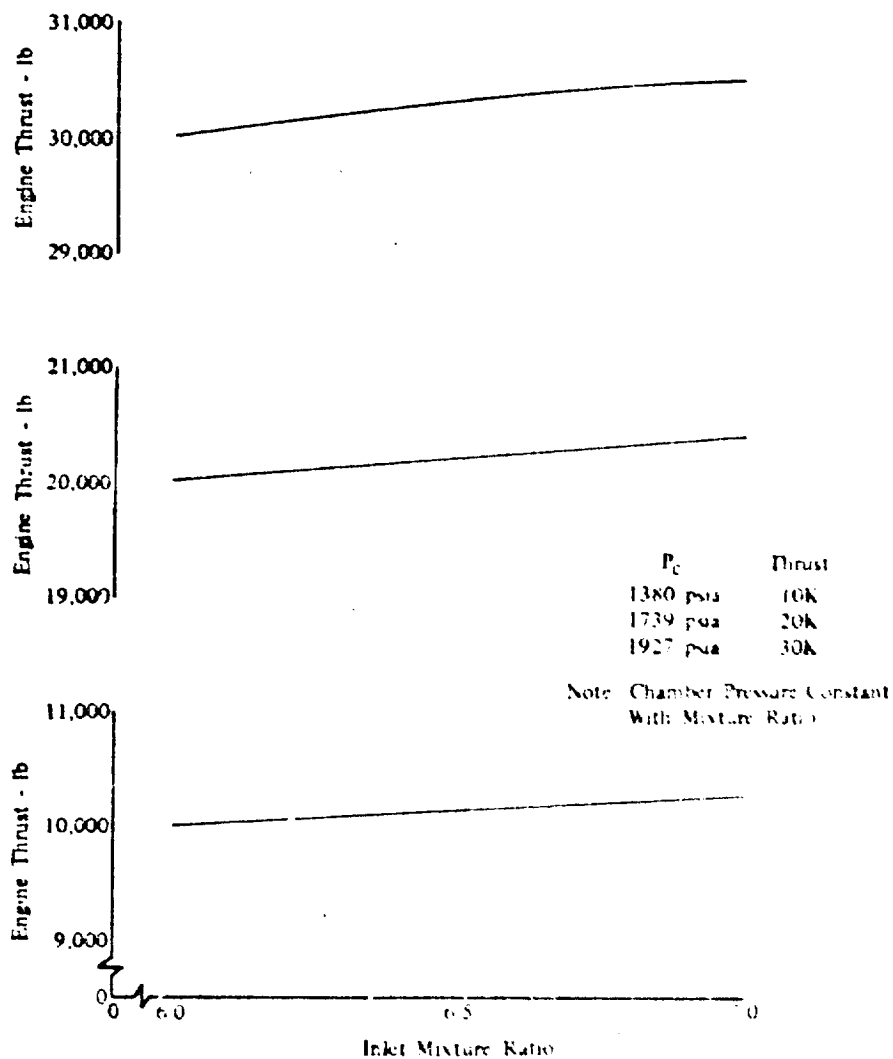 31,000
Engine Thrust - lb
30,000
29,000
21,000
Engine Thrust - lb
20,000
19,000
Pc Thrust
1380 psia 10K
1739 psia 20K
1927 psia 30K
Note: Chamber Pressure Constant
With Mixture Ratio
11,000
Engine Thrust - lb
10,000
9,000
0
0 6.0 6.5 .0
Inlet Mixture Ratio